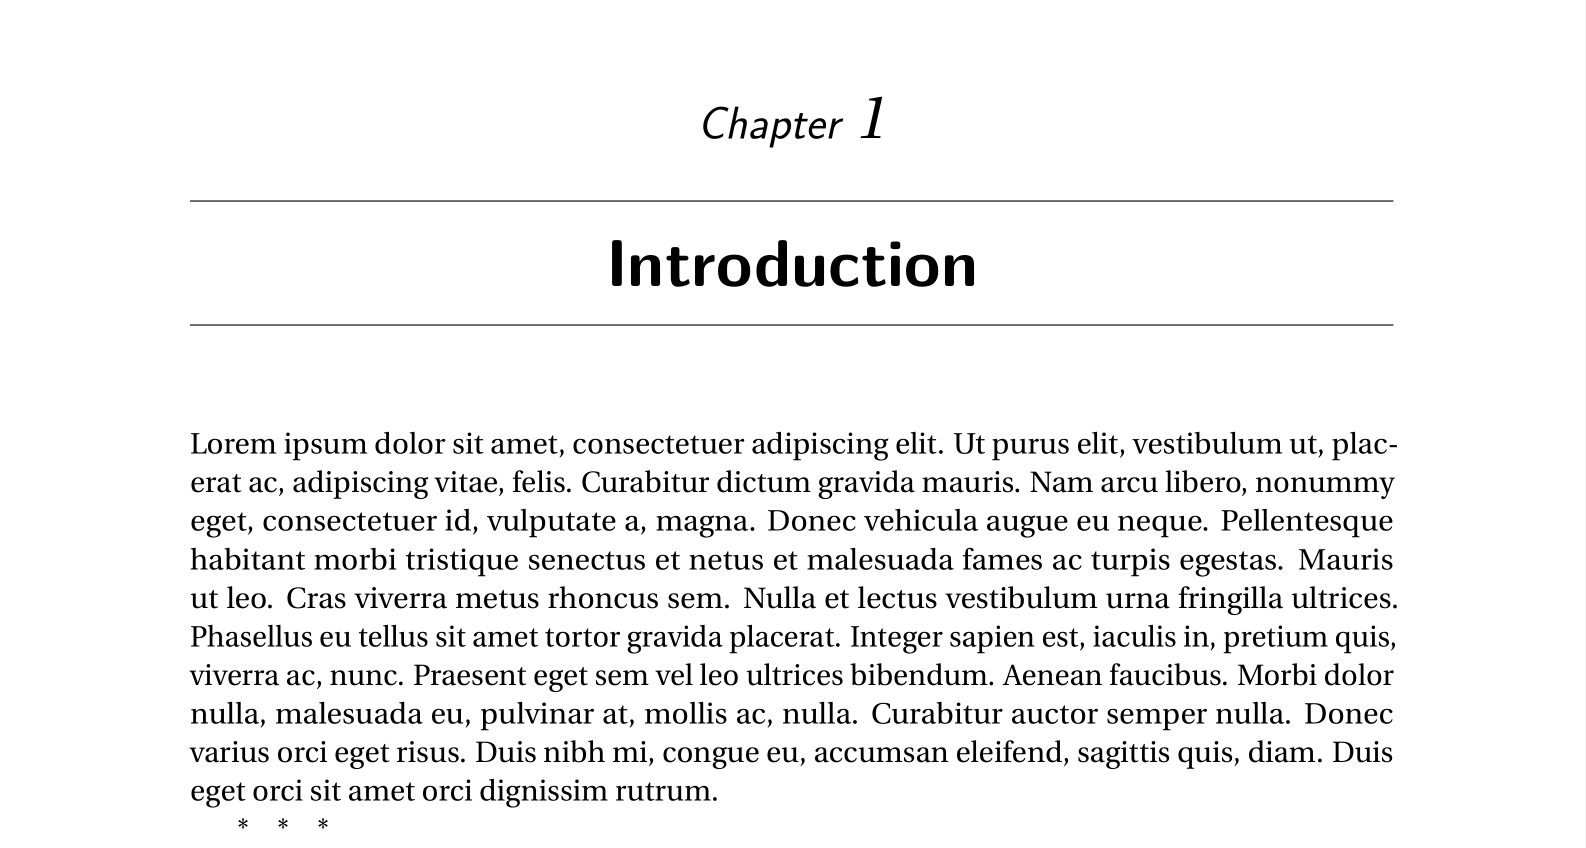 Chapter 1
Introduction
Lorem ipsum dolor sit amet, consectetuer adipiscing elit. Ut purus elit, vestibulum ut, plac-
erat ac, adipiscing vitae, felis. Curabitur dictum gravida mauris. Nam arcu libero, nonummy
eget, consectetuer id, vulputate a, magna. Donec vehicula augue eu neque. Pellentesque
habitant morbi tristique senectus et netus et malesuada fames ac turpis egestas. Mauris
ut leo. Cras viverra metus rhoncus sem. Nulla et lectus vestibulum urna fringilla ultrices.
Phasellus eu tellus sit amet tortor gravida placerat. Integer sapien est, iaculis in, pretium quis,
viverra ac, nunc. Praesent eget sem vel leo ultrices bibendum. Aenean faucibus. Morbi dolor
nulla, malesuada eu, pulvinar at, mollis ac, nulla. Curabitur auctor semper nulla. Donec
varius orci eget risus. Duis nibh mi, congue eu, accumsan eleifend, sagittis quis, diam. Duis
eget orci sit amet orci dignissim rutrum.
* * *